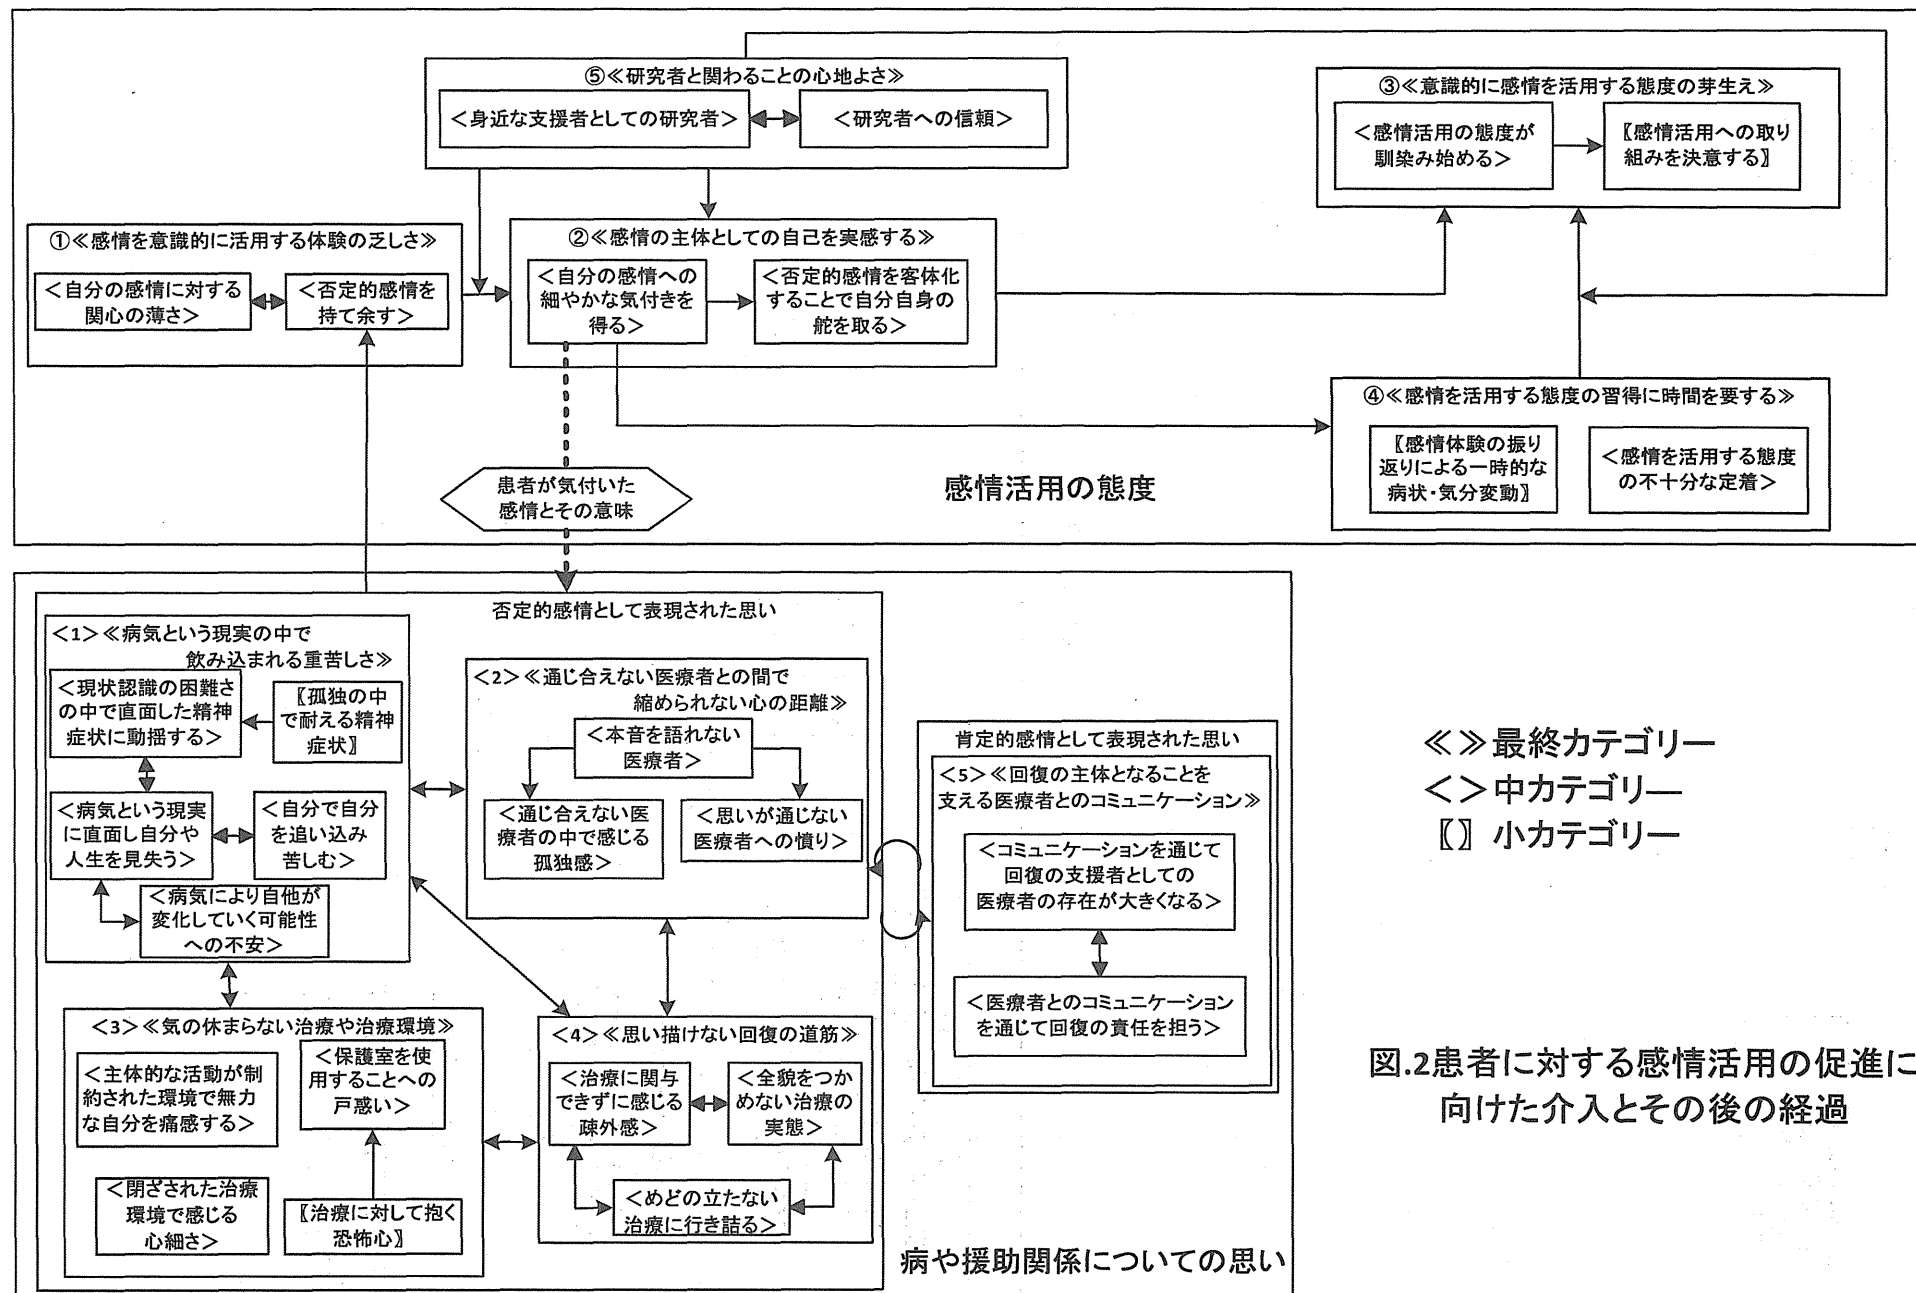 ⑤≪研究者と関わることの心地よさ≫
＜身近な支援者としての研究者＞
＜研究者への信頼＞
③≪意識的に感情を活用する態度の芽生え≫
＜感情活用の態度が
馴染み始める＞
〖感情活用への取り
組みを決意する〗
①≪感情を意識的に活用する体験の乏しさ≫
＜自分の感情に対する
関心の薄さ＞
＜否定的感情を
持て余す＞
②≪感情の主体としての自己を実感する≫
＜自分の感情への
細やかな気付きを
得る＞
＜否定的感情を客体化
することで自分自身の
舵を取る＞
④≪感情を活用する態度の習得に時間を要する≫
〖感情体験の振り
返りによる一時的な
病状・気分変動〗
＜感情を活用する態度
の不十分な定着＞
患者が気付いた
感情とその意味
感情活用の態度
否定的感情として表現された思い
＜1＞≪病気という現実の中で
飲み込まれる重苦しさ≫
＜現状認識の困難さ
の中で直面した精神
症状に動揺する＞
〖孤独の中
で耐える精神
症状〗
＜病気という現実
に直面し自分や
人生を見失う＞
＜自分で自分
を追い込み
苦しむ＞
＜病気により自他が
変化していく可能性
への不安＞
＜2＞≪通じ合えない医療者との間で
縮められない心の距離≫
＜本音を語れない
医療者＞
＜通じ合えない医
療者の中で感じる
孤独感＞
＜思いが通じない
医療者への憤り＞
＜3＞≪気の休まらない治療や治療環境≫
＜主体的な活動が制
約された環境で無力
な自分を痛感する＞
＜保護室を使
用することへの
戸惑い＞
＜閉ざされた治療
環境で感じる
心細さ＞
〖治療に対して抱く
恐怖心〗
＜4＞≪思い描けない回復の道筋≫
＜治療に関与
できずに感じる
疎外感＞
＜全貌をつか
めない治療の
実態＞
＜めどの立たない
治療に行き詰る＞
肯定的感情として表現された思い
＜5＞≪回復の主体となることを
支える医療者とのコミュニケーション≫
＜コミュニケーションを通じて
回復の支援者としての
医療者の存在が大きくなる＞
＜医療者とのコミュニケーション
を通じて回復の責任を担う＞
病や援助関係についての思い
≪≫最終カテゴリー
＜＞中カテゴリー
〖〗小カテゴリー
図.2患者に対する感情活用の促進に
向けた介入とその後の経過